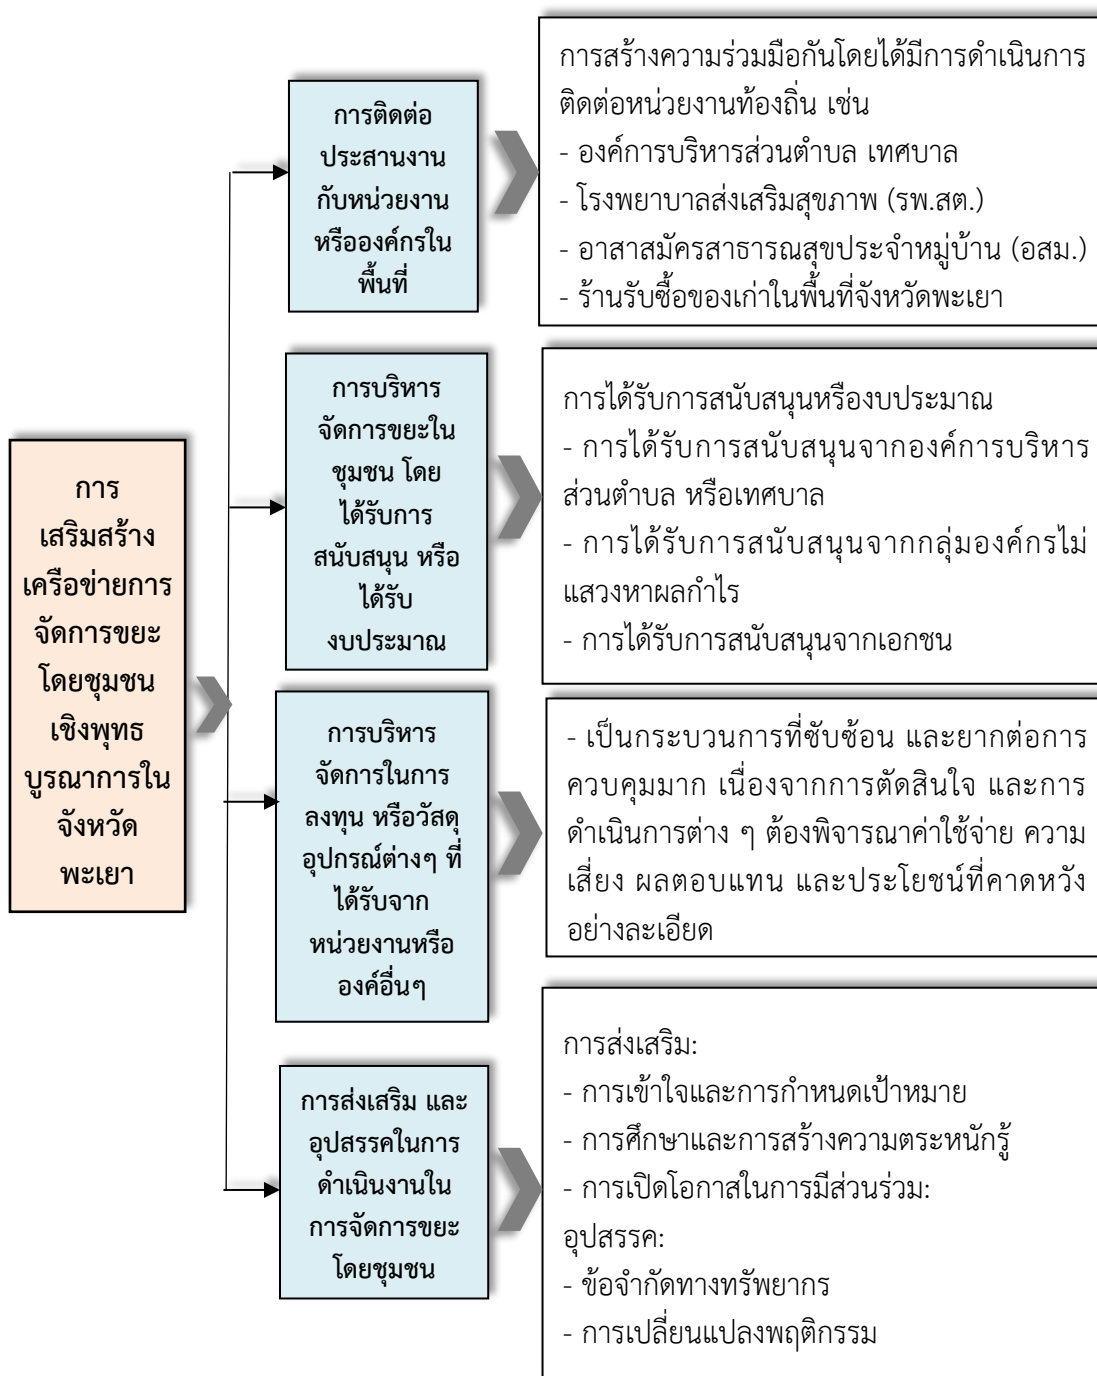 การ
เสริมสร้าง
เครือข่ายการ
จัดการขยะ
โดยชุมชน
เชิงพุทธ
บูรณาการใน
จังหวัด
พะเยา
การติดต่อ
ประสานงาน
กับหน่วยงาน
หรือองค์กรใน
พื้นที่
การสร้างความร่วมมือกันโดยได้มีการดำเนินการ
ติดต่อหน่วยงานท้องถิ่น เช่น
- องค์การบริหารส่วนตำบล เทศบาล
- โรงพยาบาลส่งเสริมสุขภาพ (รพ.สต.)
- อาสาสมัครสาธารณสุขประจำหมู่บ้าน (อสม.)
- ร้านรับซื้อของเก่าในพื้นที่จังหวัดพะเยา
การบริหาร
จัดการขยะใน
ชุมชน โดย
ได้รับการ
สนับสนุน หรือ
ได้รับ
งบประมาณ
การได้รับการสนับสนุนหรืองบประมาณ
- การได้รับการสนับสนุนจากองค์การบริหาร
ส่วนตำบล หรือเทศบาล
- การได้รับการสนับสนุนจากกลุ่มองค์กรไม่
แสวงหาผลกำไร
- การได้รับการสนับสนุนจากเอกชน
การบริหาร
จัดการในการ
ลงทุน หรือวัสดุ
อุปกรณ์ต่างๆ ที่
ได้รับจาก
หน่วยงานหรือ
องค์อื่นๆ
- เป็นกระบวนการที่ซับซ้อน และยากต่อการ
ควบคุมมาก เนื่องจากการตัดสินใจ และการ
ดำเนินการต่าง ๆ ต้องพิจารณาค่าใช้จ่าย ความ
เสี่ยง ผลตอบแทน และประโยชน์ที่คาดหวัง
อย่างละเอียด
การส่งเสริม และ
อุปสรรคในการ
ดำเนินงานใน
การจัดการขยะ
โดยชุมชน
การส่งเสริม:
- การเข้าใจและการกำหนดเป้าหมาย
- การศึกษาและการสร้างความตระหนักรู้
- การเปิดโอกาสในการมีส่วนร่วม:
อุปสรรค:
- ข้อจำกัดทางทรัพยากร
- การเปลี่ยนแปลงพฤติกรรม